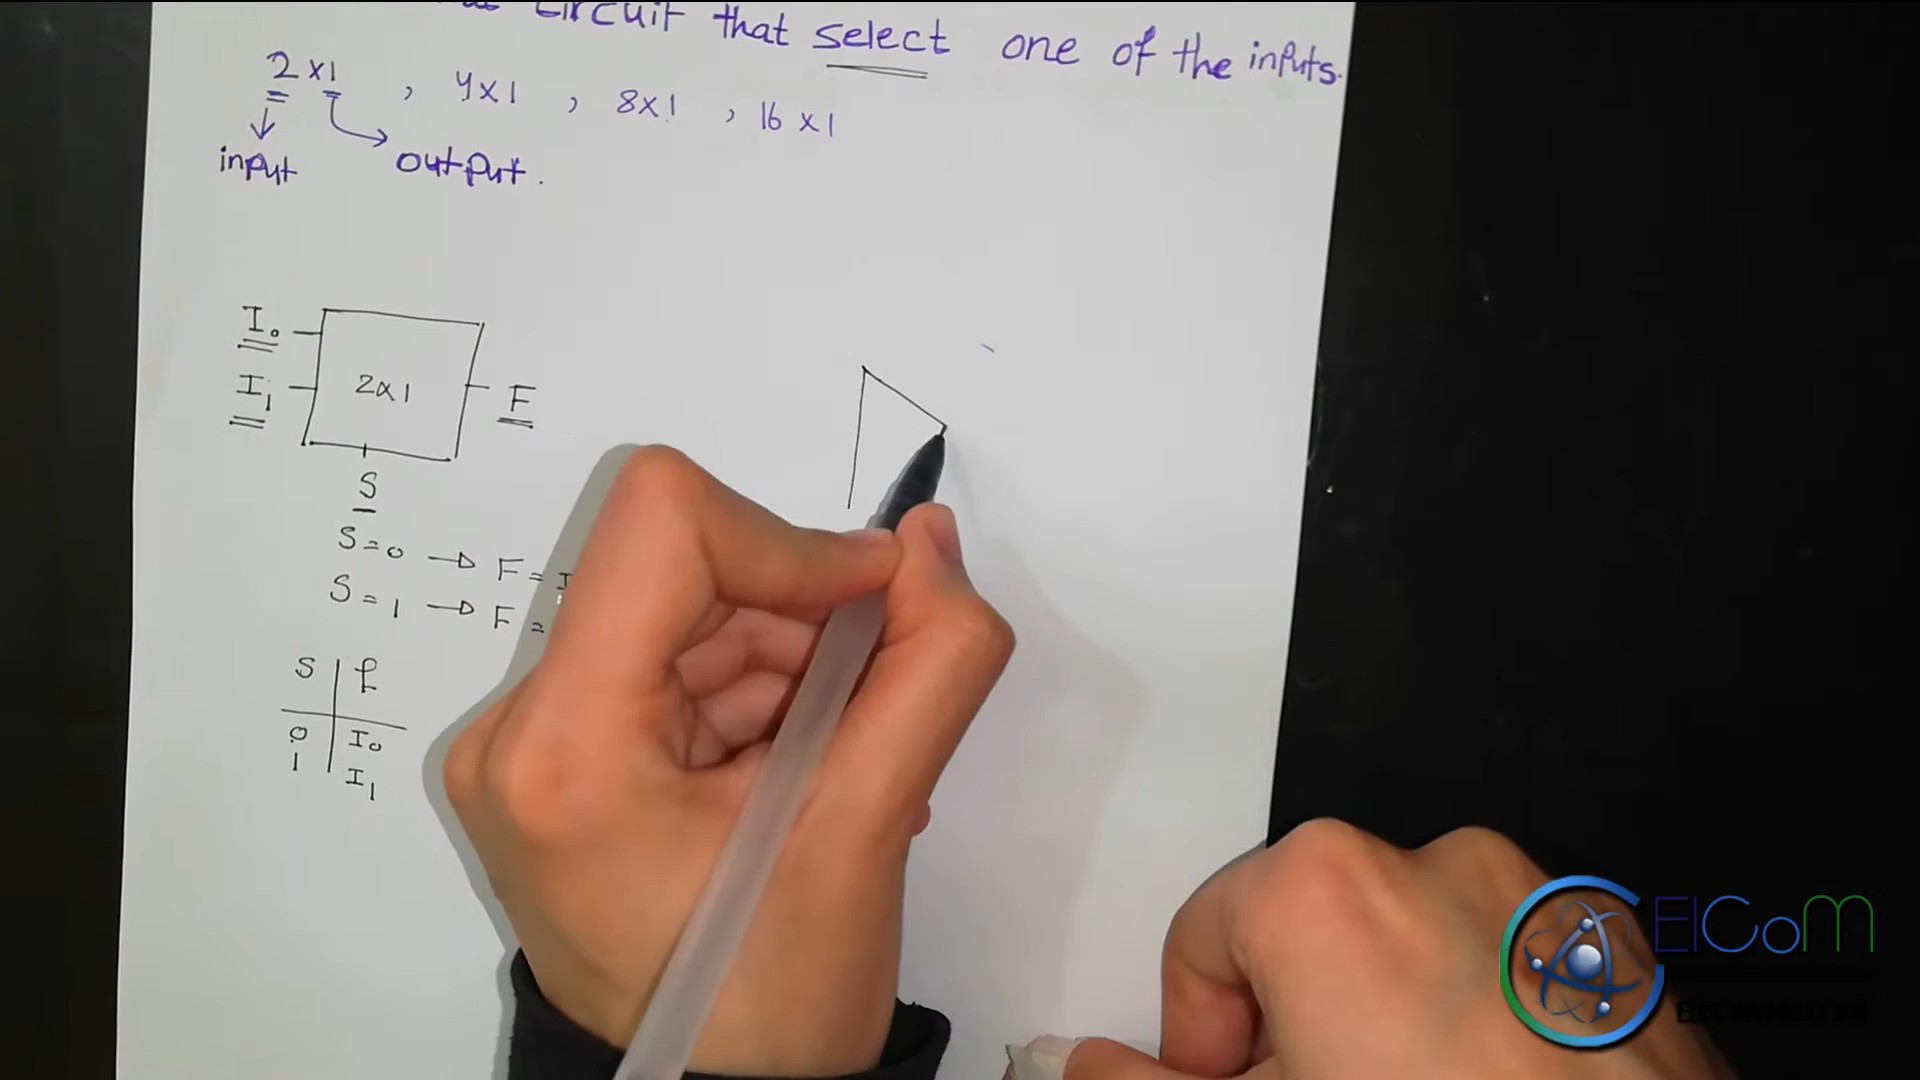 circuit that select one of the inputs.
2x1 , 4x1 , 8x1 , 16x1
input output.
I0
I1
2x1
F
S
S=0 → F = I
S=1 → F =
S f
0 I0
1 I1
ElCoM